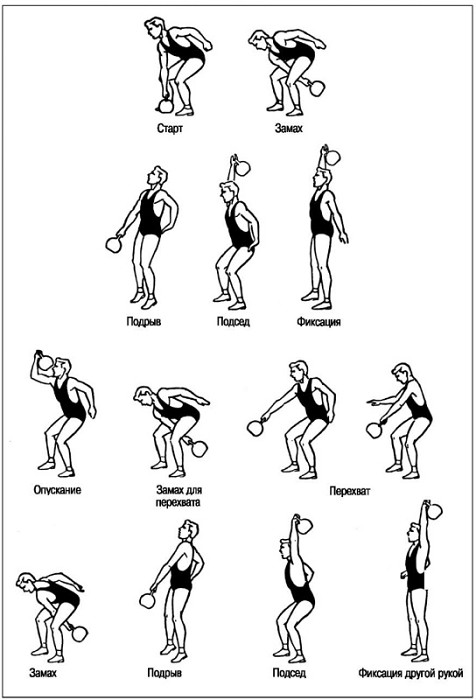 Старт
Замах
Подрыв
Подсед
Фиксация
Опускание
Замах для
перехвата
Перехват
Замах
Подрыв
Подсед
Фиксация другой рукой